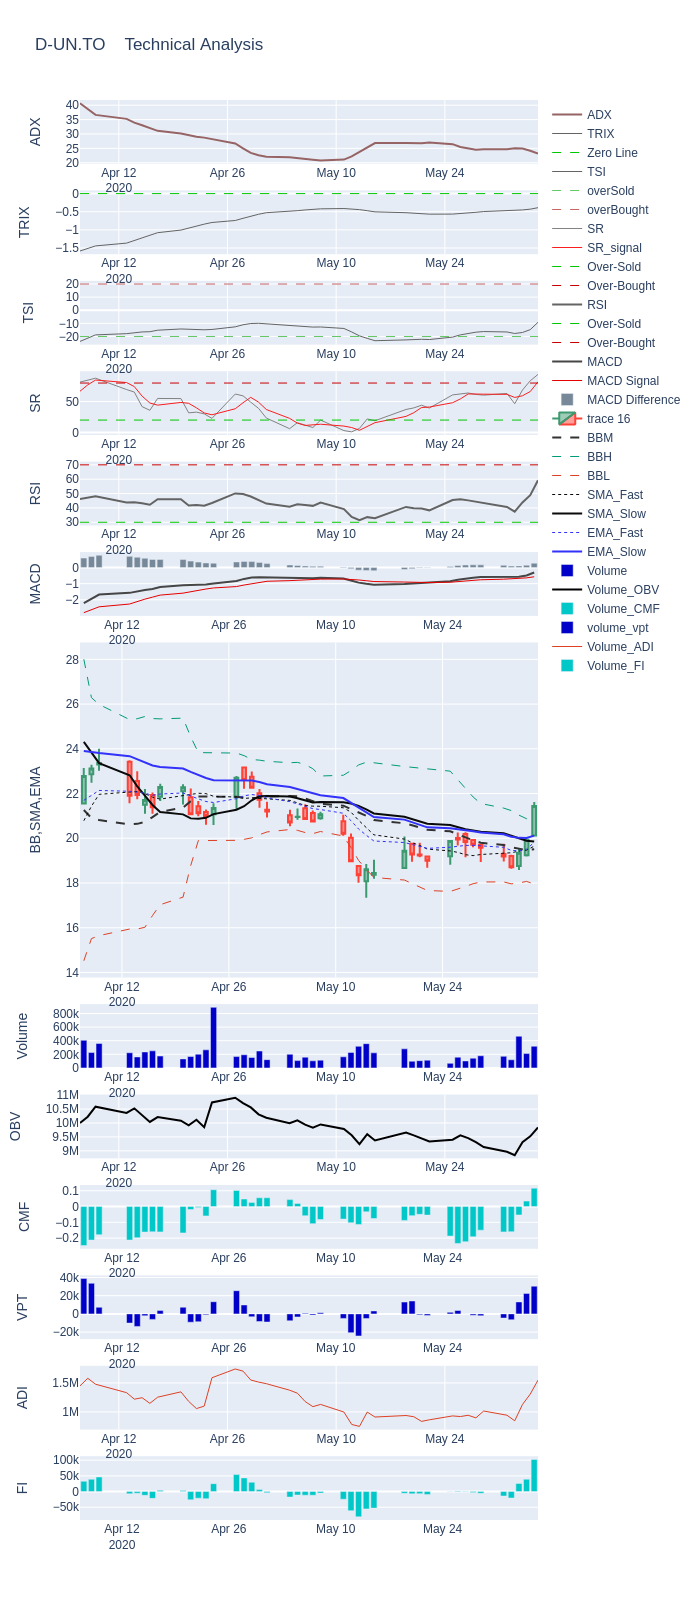 D-UN.TO    Technical Analysis
ADX
40
35
30
25
20
Apr 12
2020
Apr 26
May 10
May 24
TRIX
0
−0.5
−1
−1.5
Apr 12
2020
Apr 26
May 10
May 24
TSI
20
10
0
−10
−20
Apr 12
2020
Apr 26
May 10
May 24
SR
50
0
Apr 12
2020
Apr 26
May 10
May 24
RSI
70
60
50
40
30
Apr 12
2020
Apr 26
May 10
May 24
MACD
0
−1
−2
Apr 12
2020
Apr 26
May 10
May 24
BB,SMA,EMA
28
26
24
22
20
18
16
14
Apr 12
2020
Apr 26
May 10
May 24
Volume
800k
600k
400k
200k
0
Apr 12
2020
Apr 26
May 10
May 24
OBV
11M
10.5M
10M
9.5M
9M
Apr 12
2020
Apr 26
May 10
May 24
CMF
0.1
0
−0.1
−0.2
Apr 12
2020
Apr 26
May 10
May 24
VPT
40k
20k
0
−20k
Apr 12
2020
Apr 26
May 10
May 24
ADI
1.5M
1M
Apr 12
2020
Apr 26
May 10
May 24
FI
100k
50k
0
−50k
Apr 12
2020
Apr 26
May 10
May 24
ADX
TRIX
Zero Line
TSI
overSold
overBought
SR
SR_signal
Over-Sold
Over-Bought
RSI
Over-Sold
Over-Bought
MACD
MACD Signal
MACD Difference
trace 16
BBM
BBH
BBL
SMA_Fast
SMA_Slow
EMA_Fast
EMA_Slow
Volume
Volume_OBV
Volume_CMF
volume_vpt
Volume_ADI
Volume_FI